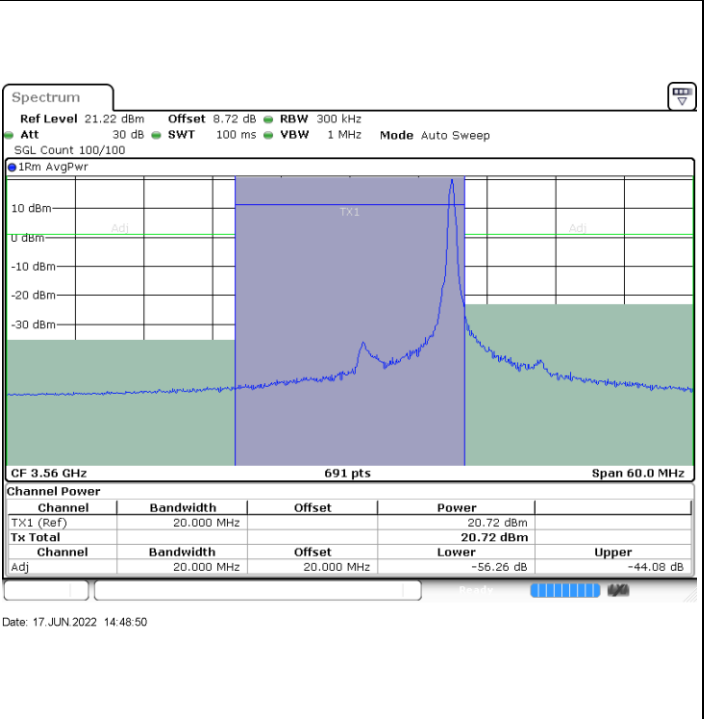 Spectrum
Ref Level 21.22 dBm Offset 8.72 dB RBW 300 kHz
Att 30 dB SWT 100 ms VBW 1 MHz Mode Auto Sweep
SGL Count 100/100
1Rm AvgPwr
TX1
10 dBm
Adj Adj
0 dBm
-10 dBm
-20 dBm
-30 dBm
CF 3.56 GHz 691 pts Span 60.0 MHz
Channel Power
Channel Bandwidth Offset Power
TX1 (Ref) 20.000 MHz 20.72 dBm
Tx Total 20.72 dBm
Channel Bandwidth Offset Lower Upper
Adj 20.000 MHz 20.000 MHz -56.26 dB -44.08 dB
Ready
Date: 17.JUN.2022 14:48:50